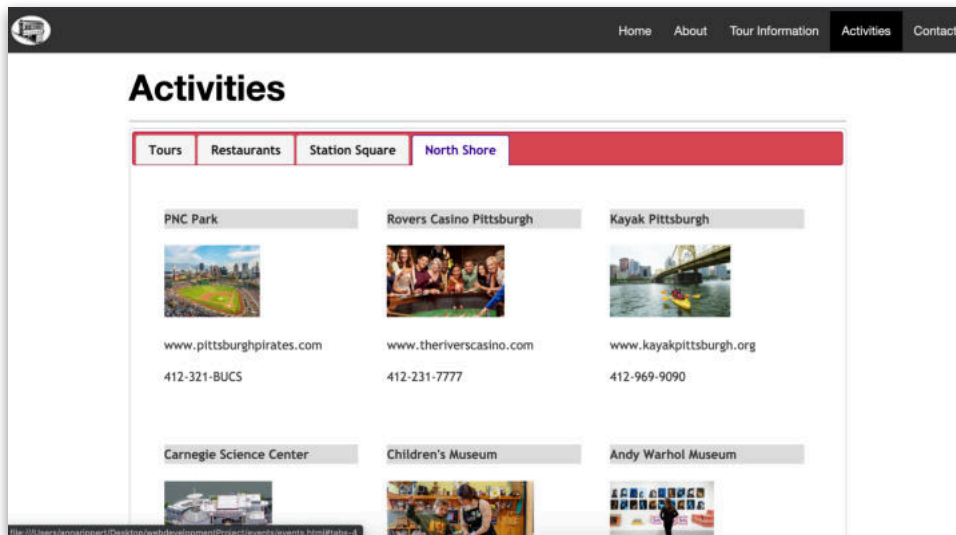 Home About Tour Information Activities Contact
Activities
Tours Restaurants Station Square North Shore
PNC Park Rovers Casino Pittsburgh Kayak Pittsburgh
www.pittsburghpirates.com www.theriverscasino.com www.kayakpittsburgh.org
412-321-BUCS 412-231-7777 412-969-9090
Carnegie Science Center Children's Museum Andy Warhol Museum